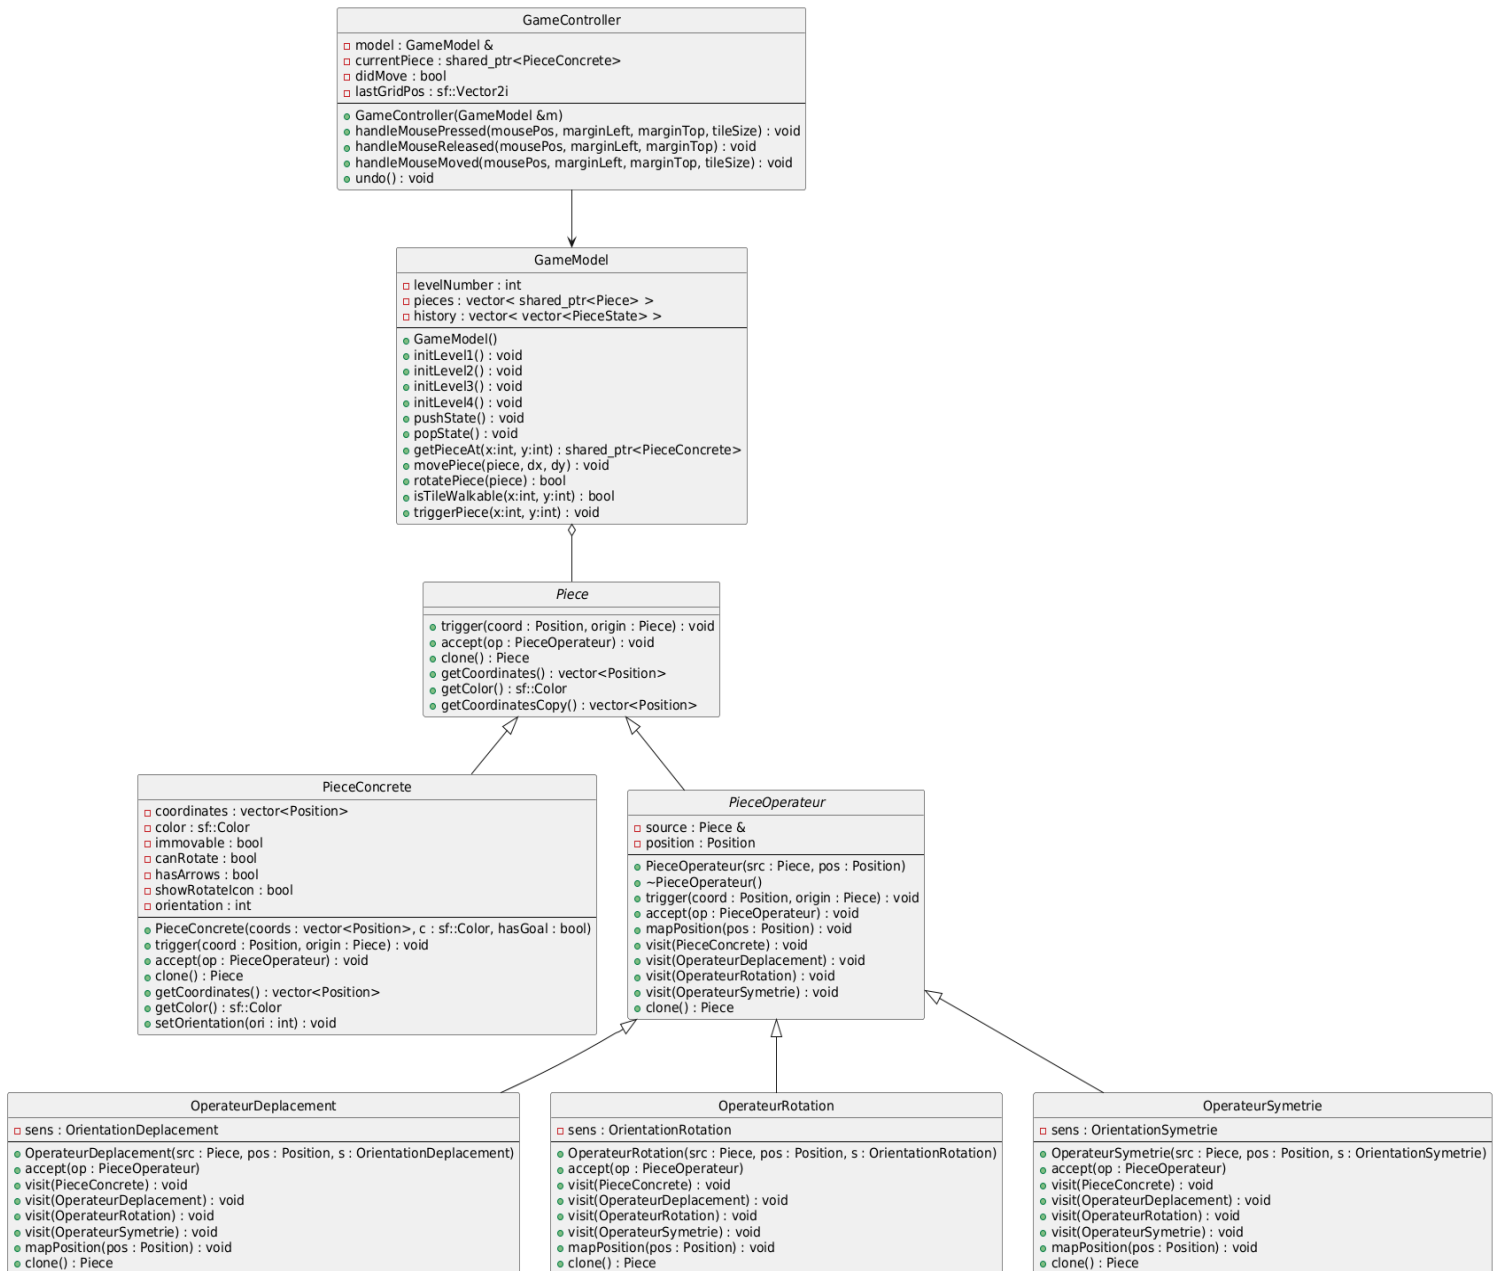 GameController
model : GameModel &
currentPiece : shared_ptr<PieceConcrete>
didMove : bool
lastGridPos : sf::Vector2i
GameController(GameModel &m)
handleMousePressed(mousePos, marginLeft, marginTop, tileSize) : void
handleMouseReleased(mousePos, marginLeft, marginTop) : void
handleMouseMoved(mousePos, marginLeft, marginTop, tileSize) : void
undo() : void
GameModel
levelNumber : int
pieces : vector< shared_ptr<Piece> >
history : vector< vector<PieceState> >
GameModel()
initLevel1() : void
initLevel2() : void
initLevel3() : void
initLevel4() : void
pushState() : void
popState() : void
getPieceAt(x:int, y:int) : shared_ptr<PieceConcrete>
movePiece(piece, dx, dy) : void
rotatePiece(piece) : bool
isTileWalkable(x:int, y:int) : bool
triggerPiece(x:int, y:int) : void
Piece
trigger(coord : Position, origin : Piece) : void
accept(op : PieceOperateur) : void
clone() : Piece
getCoordinates() : vector<Position>
getColor() : sf::Color
getCoordinatesCopy() : vector<Position>
PieceConcrete
coordinates : vector<Position>
color : sf::Color
immovable : bool
canRotate : bool
hasArrows : bool
showRotateIcon : bool
orientation : int
PieceConcrete(coords : vector<Position>, c : sf::Color, hasGoal : bool)
trigger(coord : Position, origin : Piece) : void
accept(op : PieceOperateur) : void
clone() : Piece
getCoordinates() : vector<Position>
getColor() : sf::Color
setOrientation(ori : int) : void
PieceOperateur
source : Piece &
position : Position
PieceOperateur(src : Piece, pos : Position)
~PieceOperateur()
trigger(coord : Position, origin : Piece) : void
accept(op : PieceOperateur) : void
mapPosition(pos : Position) : void
visit(PieceConcrete) : void
visit(OperateurDeplacement) : void
visit(OperateurRotation) : void
visit(OperateurSymetrie) : void
clone() : Piece
OperateurDeplacement
sens : OrientationDeplacement
OperateurDeplacement(src : Piece, pos : Position, s : OrientationDeplacement)
accept(op : PieceOperateur)
visit(PieceConcrete) : void
visit(OperateurDeplacement) : void
visit(OperateurRotation) : void
visit(OperateurSymetrie) : void
mapPosition(pos : Position) : void
clone() : Piece
OperateurRotation
sens : OrientationRotation
OperateurRotation(src : Piece, pos : Position, s : OrientationRotation)
accept(op : PieceOperateur)
visit(PieceConcrete) : void
visit(OperateurDeplacement) : void
visit(OperateurRotation) : void
visit(OperateurSymetrie) : void
mapPosition(pos : Position) : void
clone() : Piece
OperateurSymetrie
sens : OrientationSymetrie
OperateurSymetrie(src : Piece, pos : Position, s : OrientationSymetrie)
accept(op : PieceOperateur)
visit(PieceConcrete) : void
visit(OperateurDeplacement) : void
visit(OperateurRotation) : void
visit(OperateurSymetrie) : void
mapPosition(pos : Position) : void
clone() : Piece